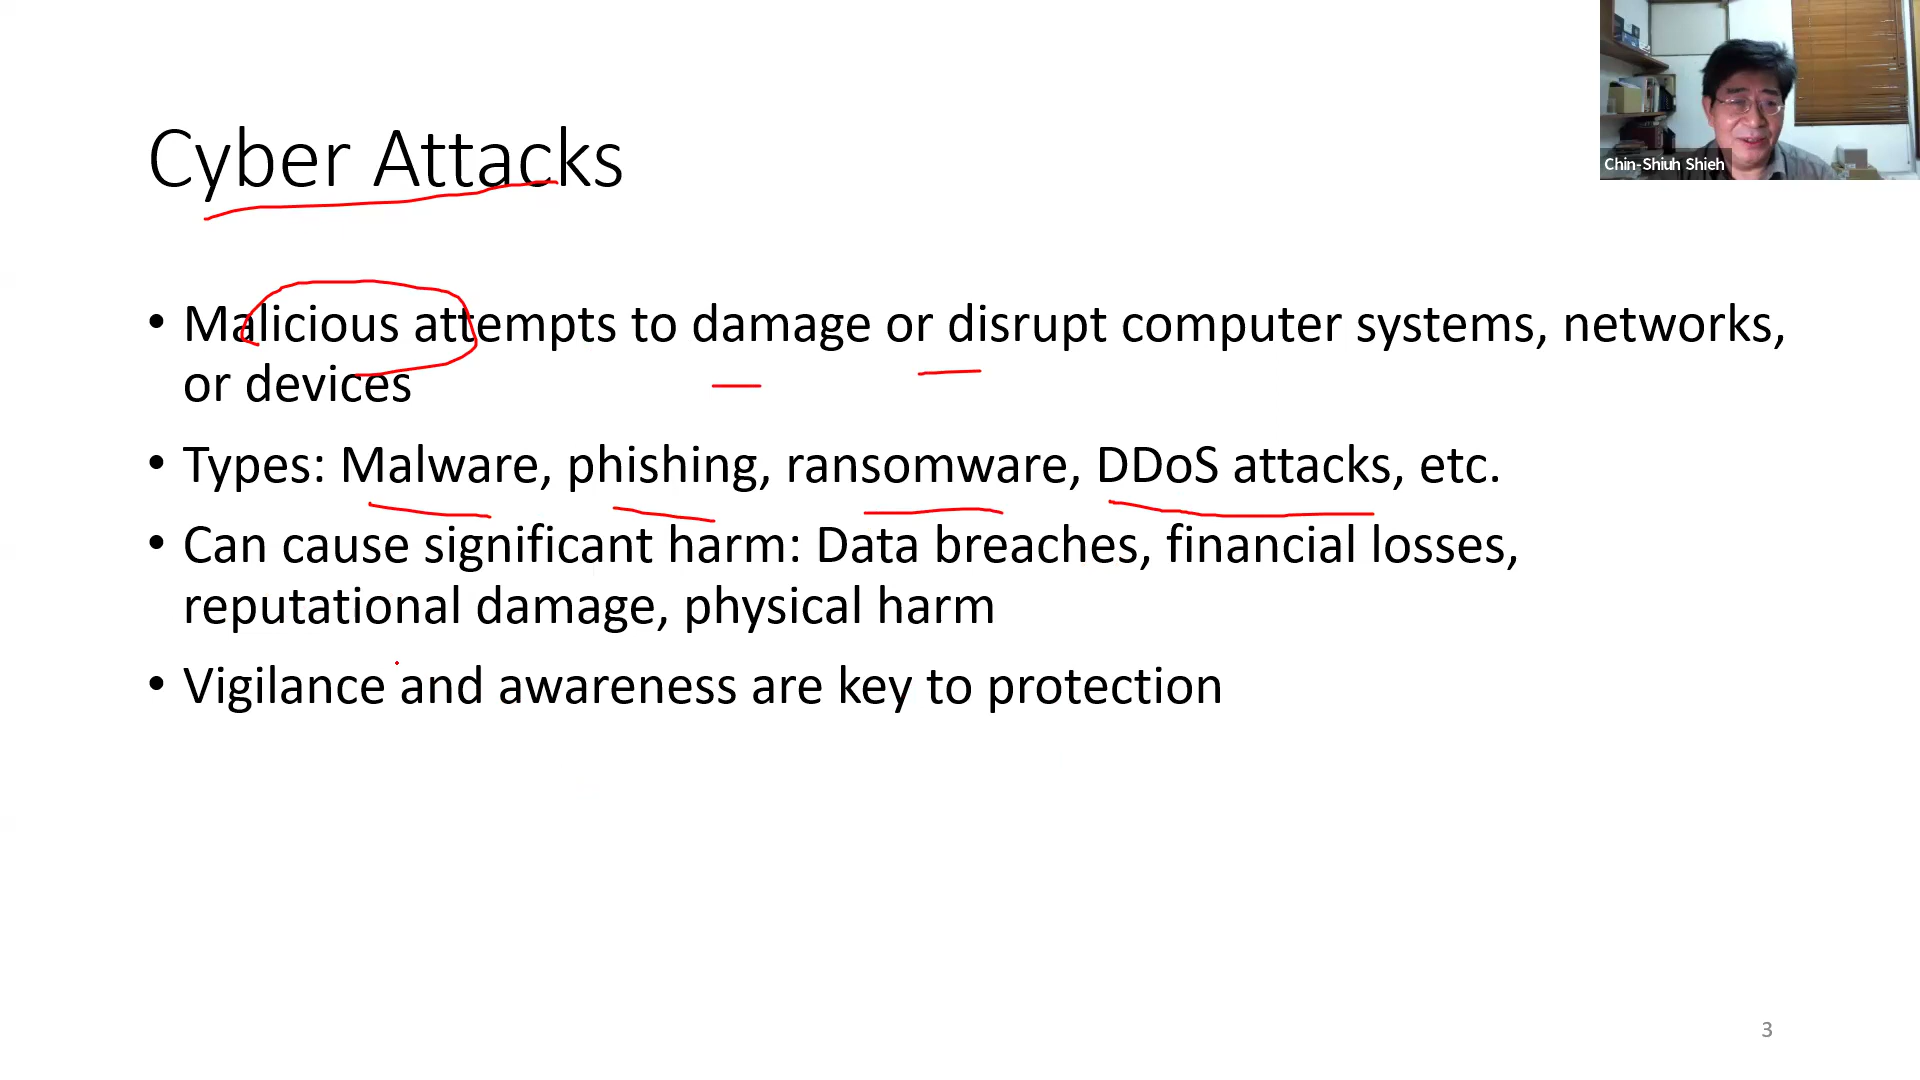 Cyber Attacks
Chin-Shiuh Shieh
• Malicious attempts to damage or disrupt computer systems, networks,
or devices
• Types: Malware, phishing, ransomware, DDoS attacks, etc.
• Can cause significant harm: Data breaches, financial losses,
reputational damage, physical harm
• Vigilance and awareness are key to protection
3